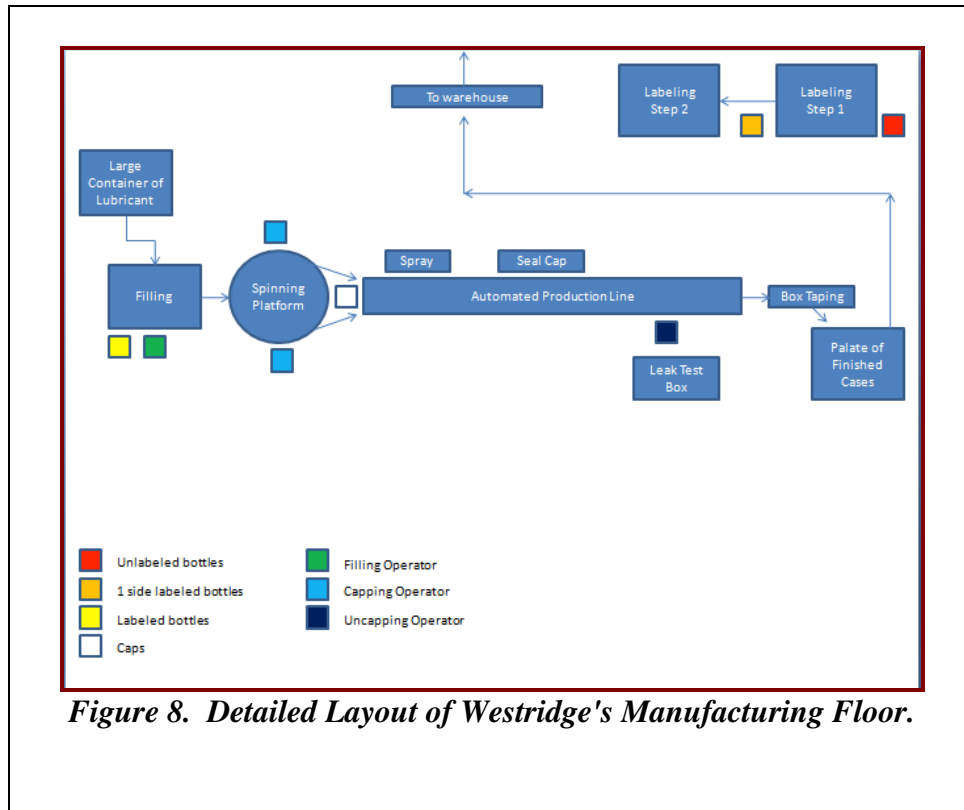 To warehouse
Labeling
Step 2
Labeling
Step 1
Large
Container of
Lubricant
Filling
Spinning
Platform
Spray
Seal Cap
Automated Production Line
Box Taping
Leak Test
Box
Palate of
Finished
Cases
Unlabeled bottles
1 side labeled bottles
Labeled bottles
Caps
Filling Operator
Capping Operator
Uncapping Operator
Figure 8. Detailed Layout of Westridge's Manufacturing Floor.